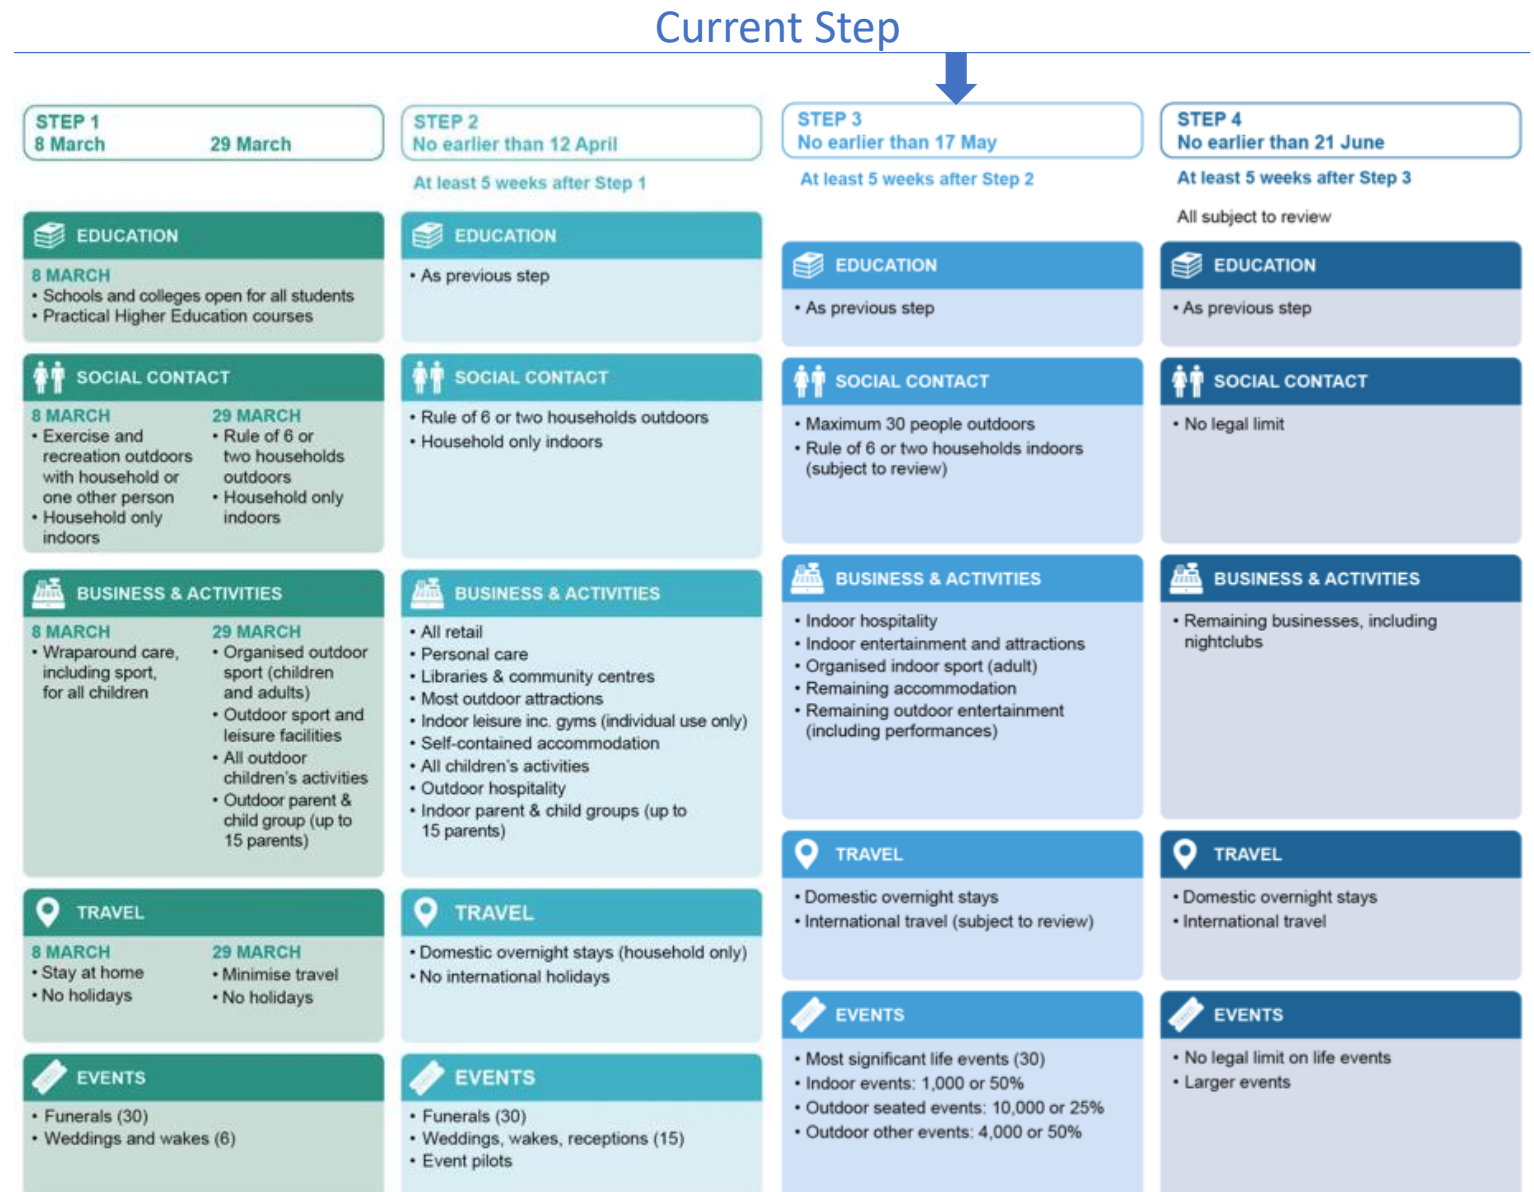 Current Step
STEP 1
8 March 29 March
EDUCATION
8 MARCH
• Schools and colleges open for all students
• Practical Higher Education courses
SOCIAL CONTACT
8 MARCH
• Exercise and
recreation outdoors
with household or
one other person
• Household only
indoors
29 MARCH
• Rule of 6 or
two households
outdoors
• Household only
indoors
BUSINESS & ACTIVITIES
8 MARCH
• Wraparound care,
including sport,
for all children
29 MARCH
• Organised outdoor
sport (children
and adults)
• Outdoor sport and
leisure facilities
• All outdoor
children's activities
• Outdoor parent &
child group (up to
15 parents)
TRAVEL
8 MARCH
• Stay at home
• No holidays
29 MARCH
• Minimise travel
• No holidays
EVENTS
• Funerals (30)
• Weddings and wakes (6)
STEP 2
No earlier than 12 April
At least 5 weeks after Step 1
EDUCATION
• As previous step
SOCIAL CONTACT
• Rule of 6 or two households outdoors
• Household only indoors
BUSINESS & ACTIVITIES
• All retail
• Personal care
• Libraries & community centres
• Most outdoor attractions
• Indoor leisure inc. gyms (individual use only)
• Self-contained accommodation
• All children's activities
• Outdoor hospitality
• Indoor parent & child groups (up to
15 parents)
TRAVEL
• Domestic overnight stays (household only)
• No international holidays
EVENTS
• Funerals (30)
• Weddings, wakes, receptions (15)
• Event pilots
STEP 3
No earlier than 17 May
At least 5 weeks after Step 2
EDUCATION
• As previous step
SOCIAL CONTACT
• Maximum 30 people outdoors
• Rule of 6 or two households indoors
(subject to review)
BUSINESS & ACTIVITIES
• Indoor hospitality
• Indoor entertainment and attractions
• Organised indoor sport (adult)
• Remaining accommodation
• Remaining outdoor entertainment
(including performances)
TRAVEL
• Domestic overnight stays
• International travel (subject to review)
EVENTS
• Most significant life events (30)
• Indoor events: 1,000 or 50%
• Outdoor seated events: 10,000 or 25%
• Outdoor other events: 4,000 or 50%
STEP 4
No earlier than 21 June
At least 5 weeks after Step 3
All subject to review
EDUCATION
• As previous step
SOCIAL CONTACT
• No legal limit
BUSINESS & ACTIVITIES
• Remaining businesses, including
nightclubs
TRAVEL
• Domestic overnight stays
• International travel
EVENTS
• No legal limit on life events
• Larger events